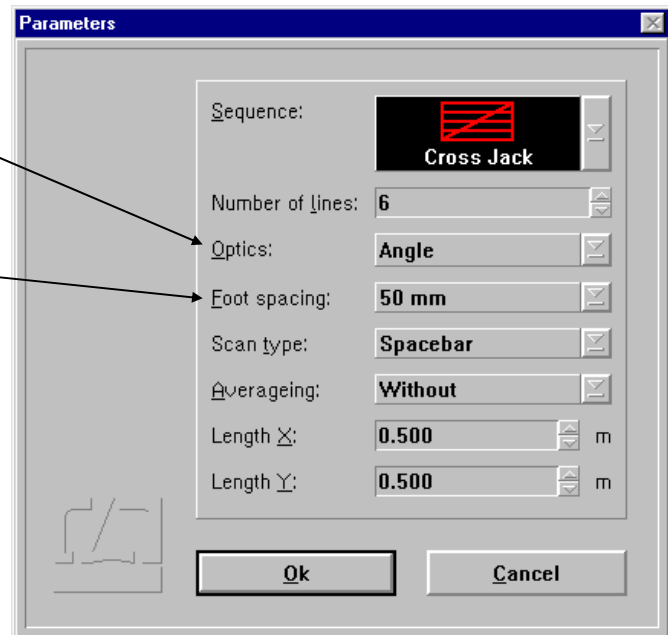 Parameters
Sequence:
Cross Jack
Number of lines: 6
Optics: Angle
Foot spacing: 50 mm
Scan type: Spacebar
Averageing: Without
Length X: 0.500 m
Length Y: 0.500 m
Ok Cancel